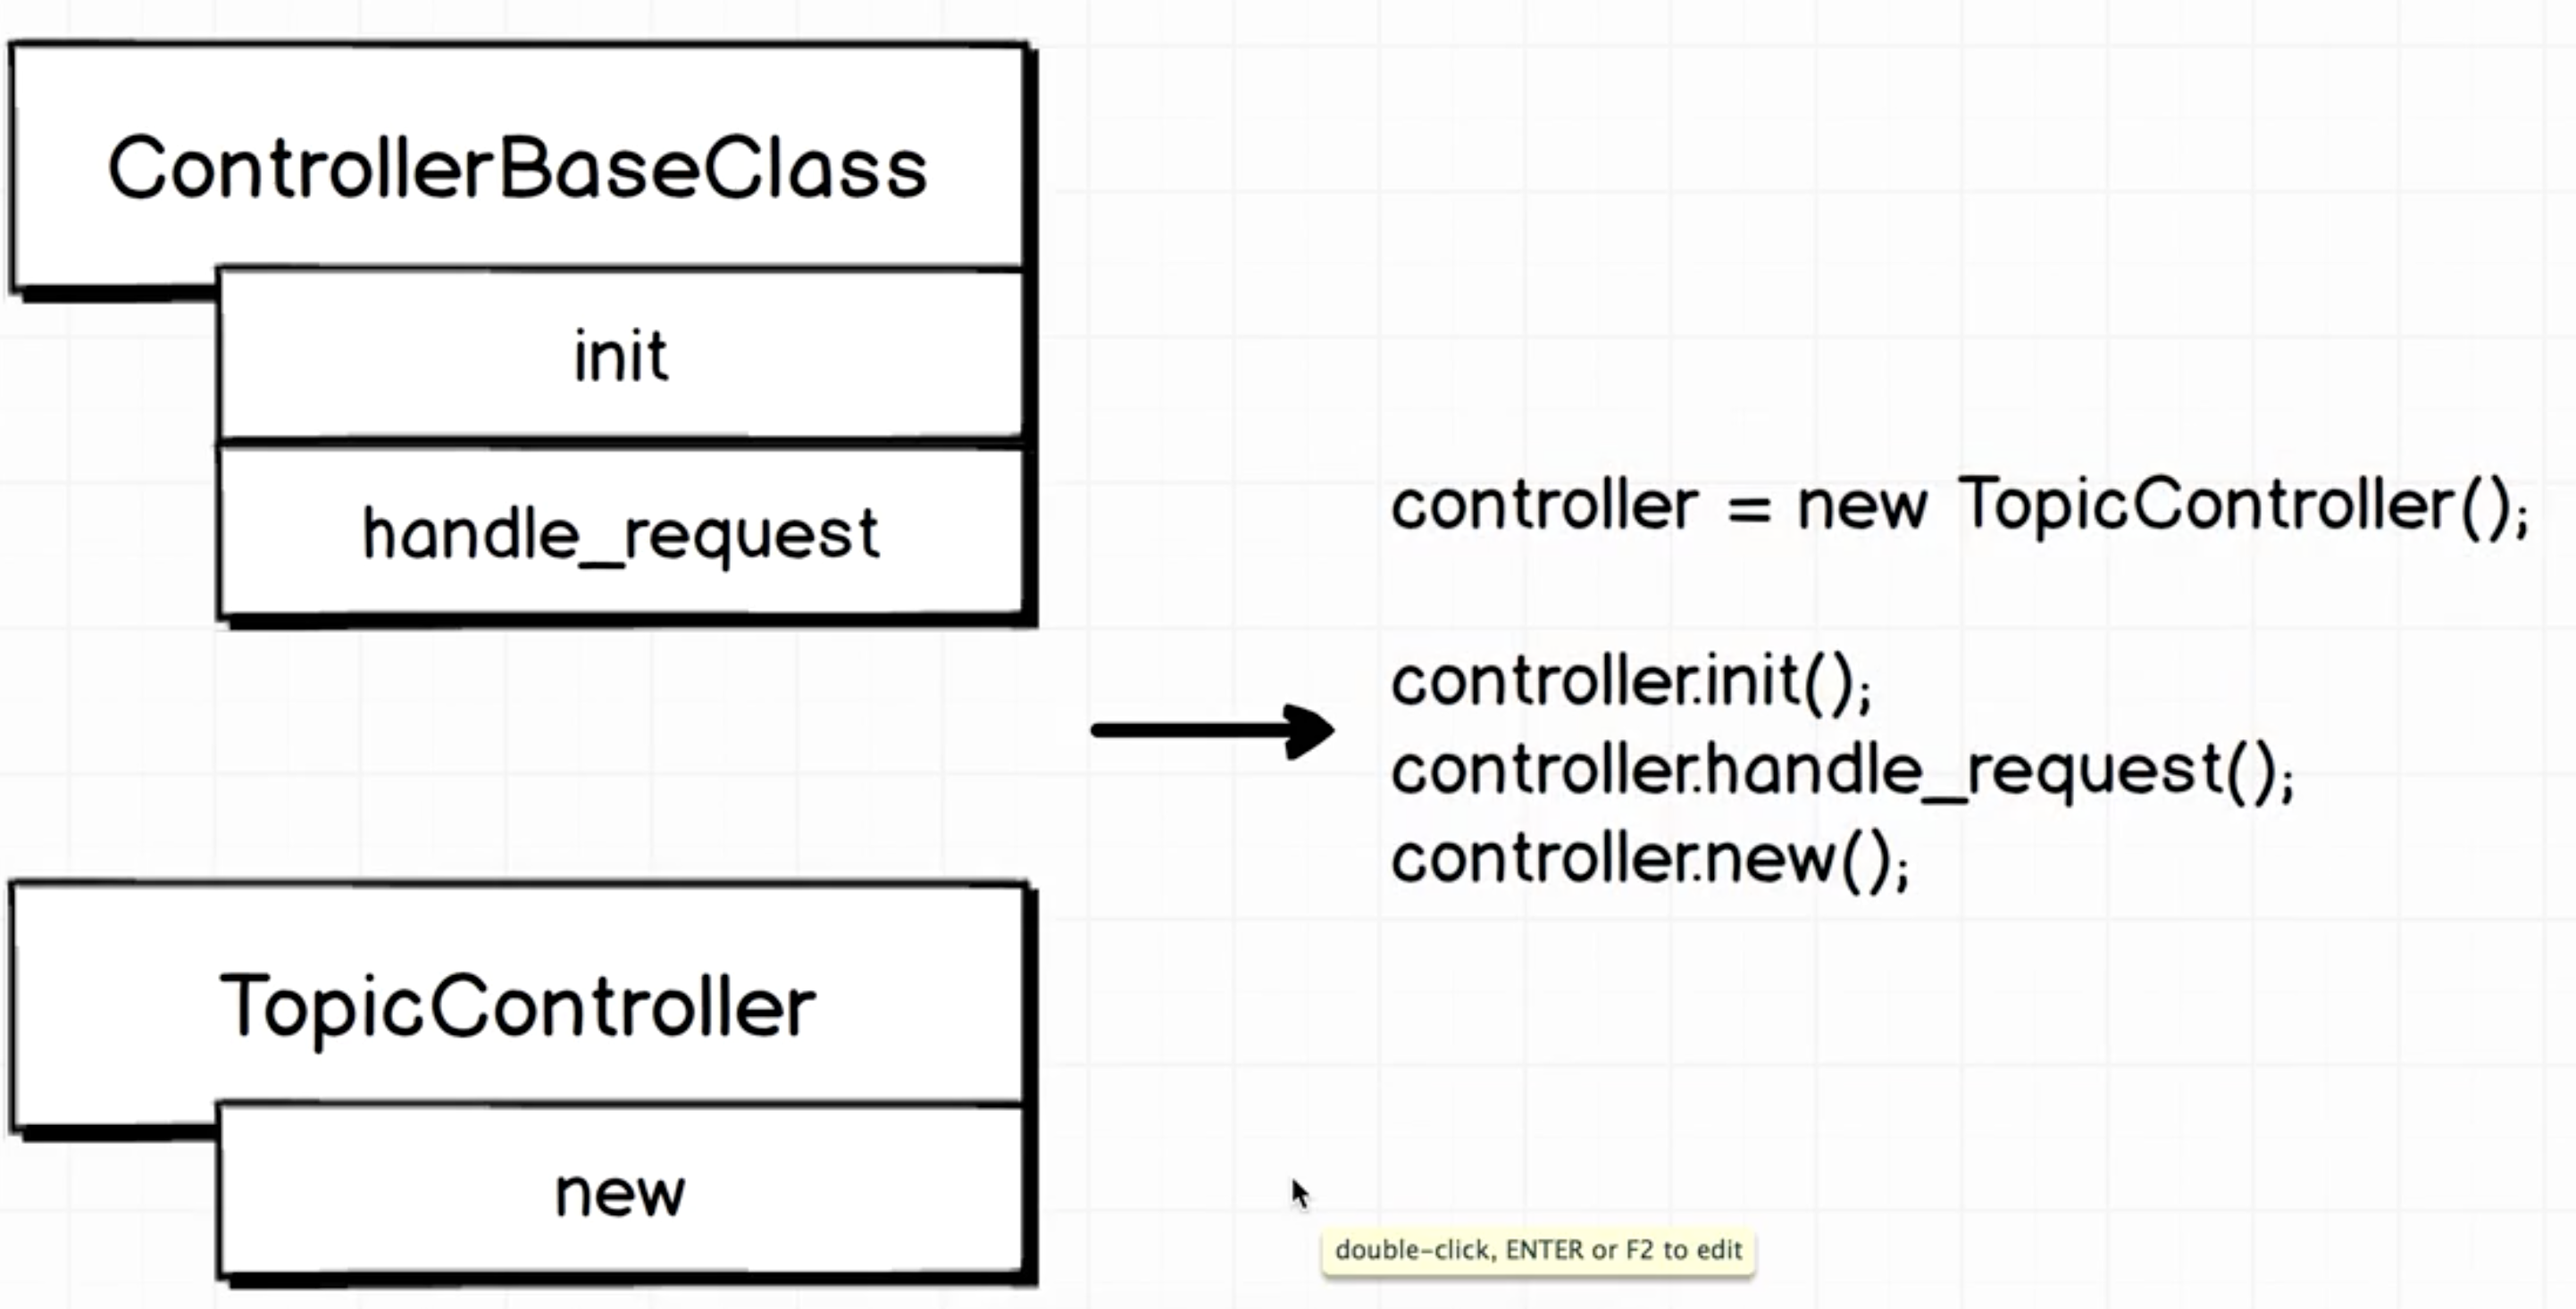 ControllerBaseClass
init
handle_request
controller = new TopicController();
controller.init();
controller.handle_request();
controller.new();
TopicController
new
double-click, ENTER or F2 to edit